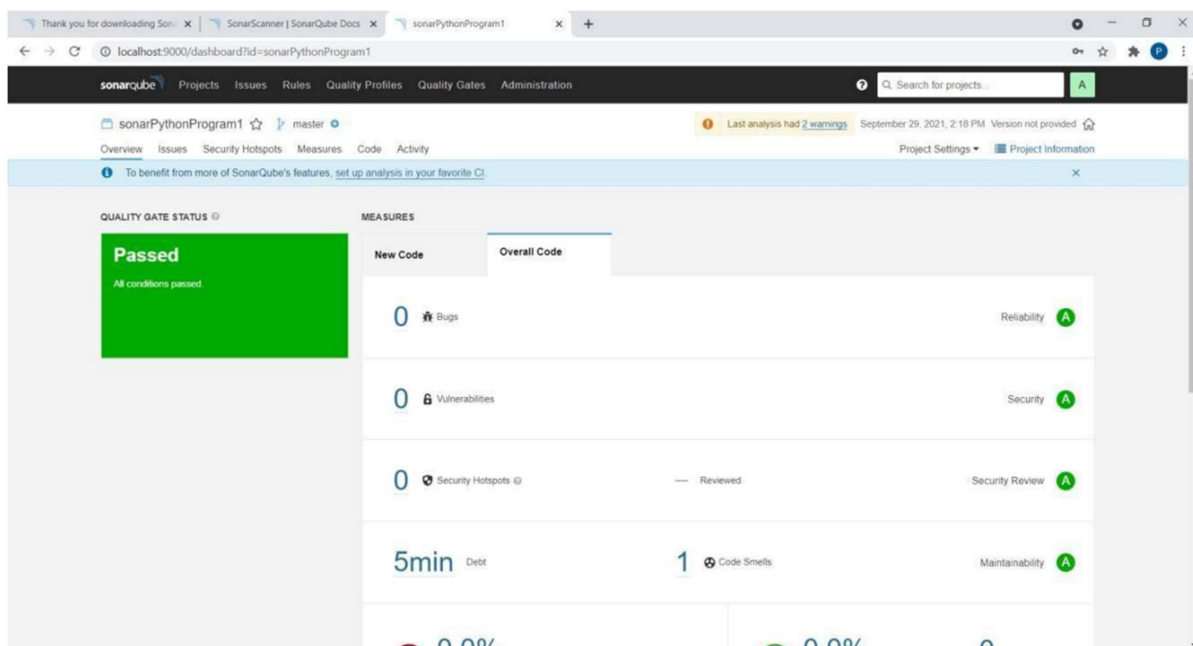 Thank you for downloading Son
SonarScanner | SonarQube Docs
sonarPythonProgram1
localhost:9000/dashboard?id=sonarPythonProgram1
P
sonarqube Projects Issues Rules Quality Profiles Quality Gates Administration
Search for projects...
A
sonarPythonProgram1 master
Last analysis had 2 warnings September 29, 2021, 2:18 PM Version not provided
Overview Issues Security Hotspots Measures Code Activity
Project Settings Project Information
To benefit from more of SonarQube's features, set up analysis in your favorite CI.
QUALITY GATE STATUS
MEASURES
Passed
All conditions passed.
New Code
Overall Code
0 Bugs
Reliability A
0 Vulnerabilities
Security A
0 Security Hotspots
— Reviewed
Security Review A
5min Debt
1 Code Smells
Maintainability A
0.0%
0.0%